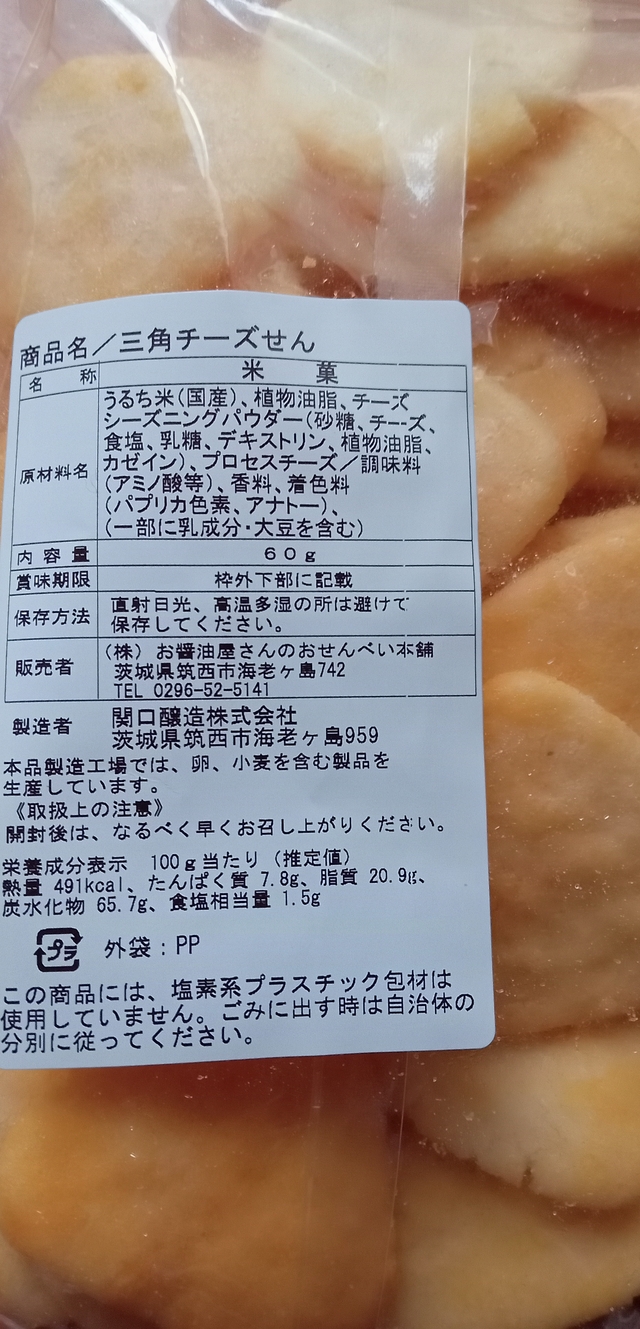 商品名/三角チーズせん
名称 米菓
うるち米(国産)、植物油脂、チーズ
シーズニングパウダー(砂糖、チーズ、
食塩、乳糖、デキストリン、植物油脂、
カゼイン)、プロセスチーズ/調味料
原材料名
(アミノ酸等)、香料、着色料
(パプリカ色素、アナトー)、
(一部に乳成分・大豆を含む)
内容量 60g
賞味期限 枠外下部に記載
保存方法 直射日光、高温多湿の所は避けて
保存してください。
販売者 (株) お醤油屋さんのおせんべい本舗
茨城県筑西市海老ヶ島742
TEL 0296-52-5141
製造者 関口醸造株式会社
茨城県筑西市海老ヶ島959
本品製造工場では、卵、小麦を含む製品を
生産しています。
《取扱上の注意》
開封後は、なるべく早くお召し上がりください。
栄養成分表示 100g当たり(推定値)
熱量 491kcal、たんぱく質 7.8g、脂質 20.9g、
炭水化物 65.7g、食塩相当量 1.5g
プラ 外袋:PP
この商品には、塩素系プラスチック包材は
使用していません。ごみに出す時は自治体の
分別に従ってください。